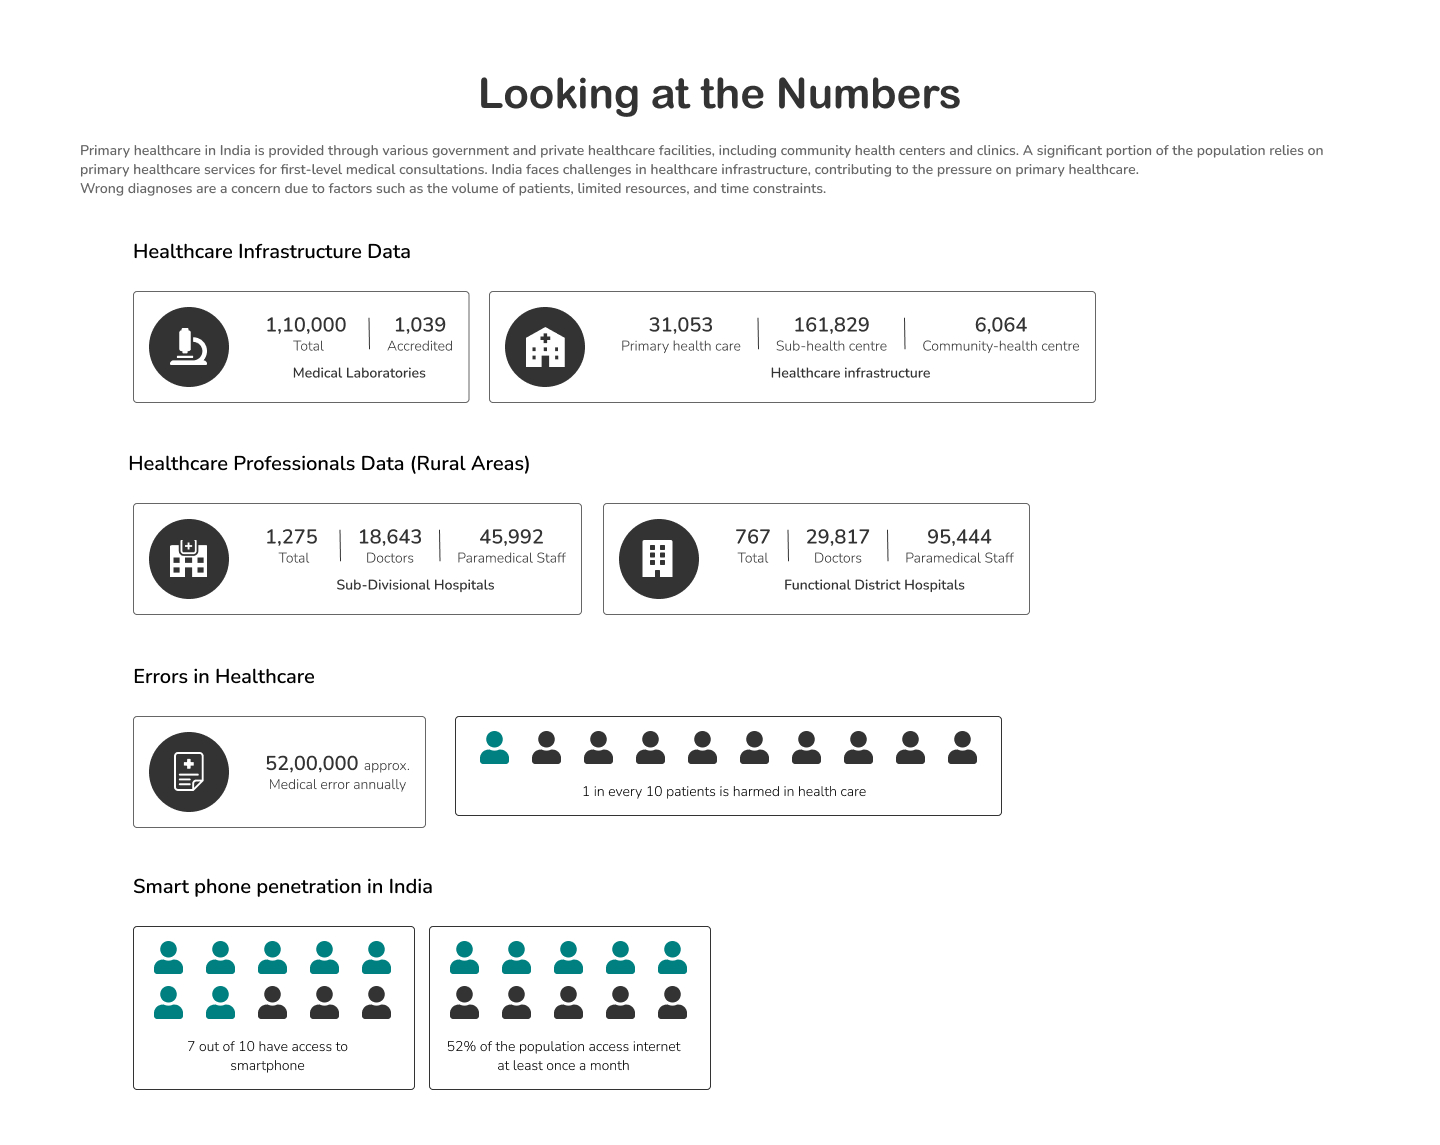 Looking at the Numbers
Primary healthcare in India is provided through various government and private healthcare facilities, including community health centers and clinics. A significant portion of the population relies on
primary healthcare services for first-level medical consultations. India faces challenges in healthcare infrastructure, contributing to the pressure on primary healthcare.
Wrong diagnoses are a concern due to factors such as the volume of patients, limited resources, and time constraints.
Healthcare Infrastructure Data
1,10,000
Total
1,039
Accredited
Medical Laboratories
31,053
Primary health care
161,829
Sub-health centre
6,064
Community-health centre
Healthcare infrastructure
Healthcare Professionals Data (Rural Areas)
1,275
Total
18,643
Doctors
45,992
Paramedical Staff
Sub-Divisional Hospitals
767
Total
29,817
Doctors
95,444
Paramedical Staff
Functional District Hospitals
Errors in Healthcare
52,00,000 approx.
Medical error annually
1 in every 10 patients is harmed in health care
Smart phone penetration in India
7 out of 10 have access to
smartphone
52% of the population access internet
at least once a month